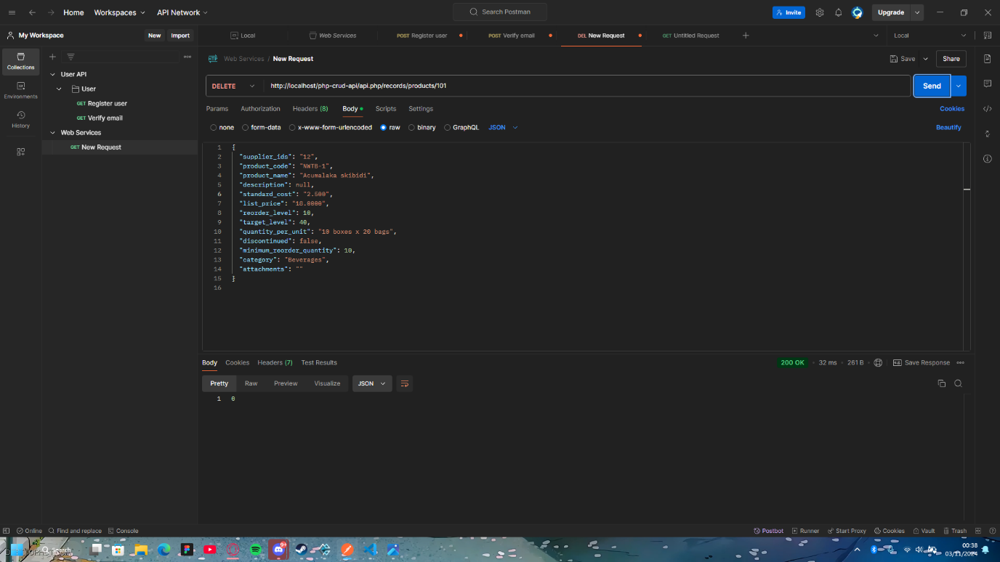 Home Workspaces API Network Search Postman Invite Upgrade
My Workspace New Import Local Web Services POST Register user POST Verify email DEL New Request GET Untitled Request Local
Collections
Environments
History
User API
User
GET Register user
GET Verify email
Web Services
GET New Request
HTTP Web Services / New Request Save Share
DELETE http://localhost/php-crud-api/api.php/records/products/101 Send
Params Authorization Headers (8) Body Scripts Settings Cookies
none form-data x-www-form-urlencoded raw binary GraphQL JSON Beautify
1 {
2 "supplier_ids": "12",
3 "product_code": "NWTB-1",
4 "product_name": "Acumalaka skibidi",
5 "description": null,
6 "standard_cost": "2.500",
7 "list_price": "18.0000",
8 "reorder_level": 10,
9 "target_level": 40,
10 "quantity_per_unit": "10 boxes x 20 bags",
11 "discontinued": false,
12 "minimum_reorder_quantity": 10,
13 "category": "Beverages",
14 "attachments": ""
15 }
16
Body Cookies Headers (7) Test Results 200 OK 32 ms 261 B Save Response
Pretty Raw Preview Visualize JSON
1 0
Online Find and replace Console Postbot Runner Start Proxy Cookies Vault Trash
Search 9+ 00:38
03/11/2024